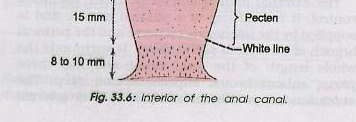 15 mm
Pecten
White line
8 to 10 mm
Fig. 33.6: Interior of the anal canal.